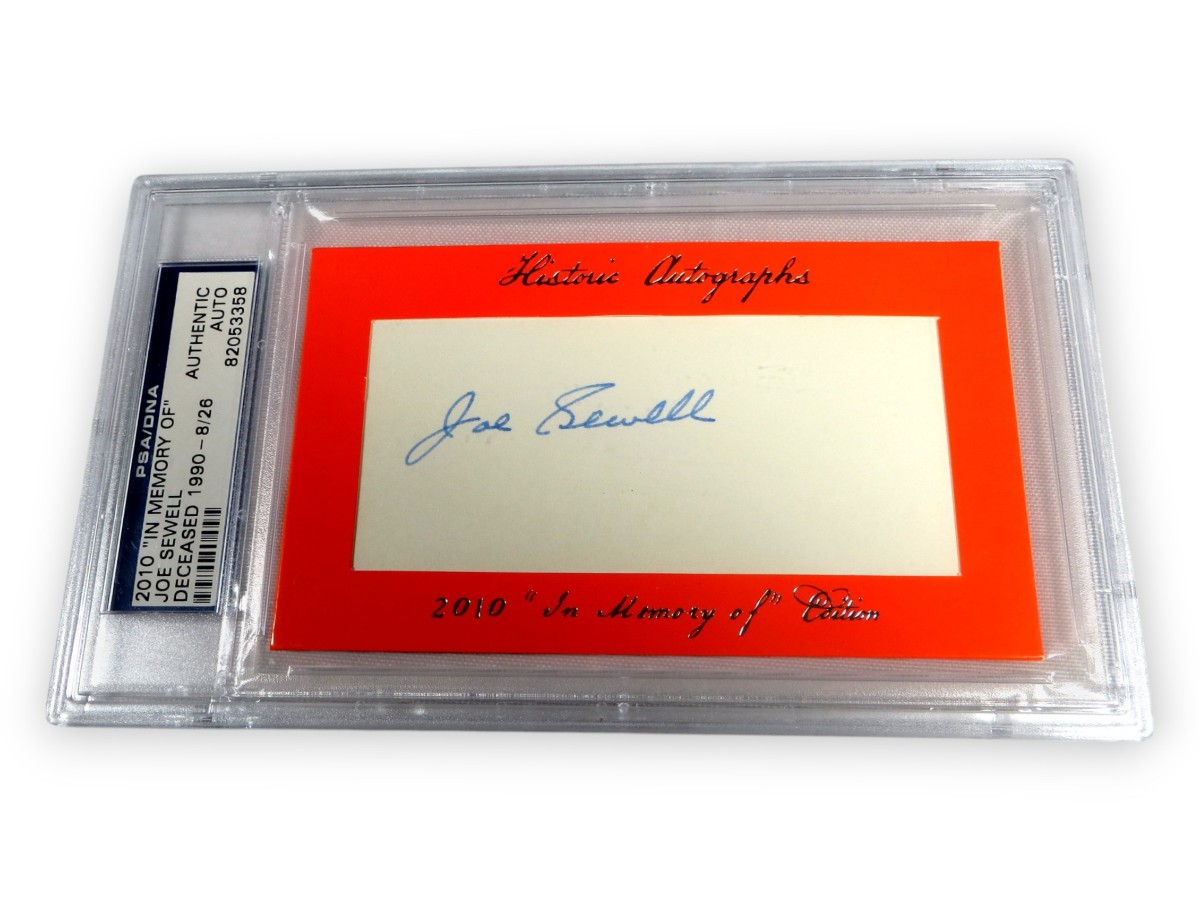 PSA/DNA
2010 "IN MEMORY OF"
JOE SEWELL
DECEASED 1990 – 8/26
AUTHENTIC
AUTO
82053358
Historic Autographs
Joe Sewell
2010 "In Memory of" Edition